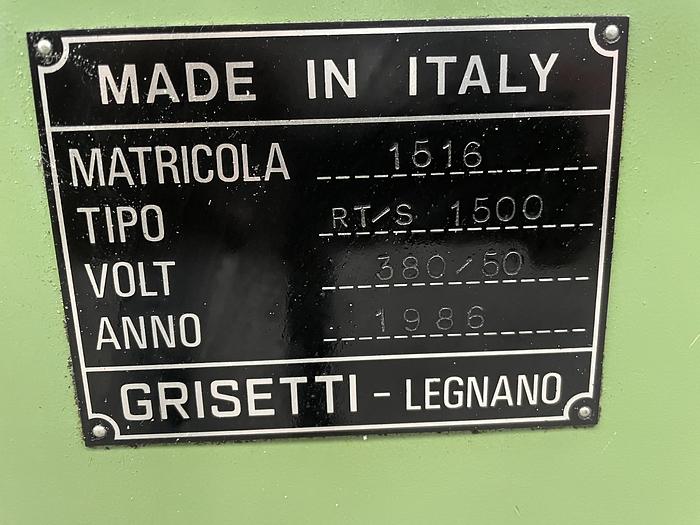 MADE IN ITALY
MATRICOLA 1516
TIPO RT/S 1500
VOLT 380/50
ANNO 1986
GRISETTI - LEGNANO